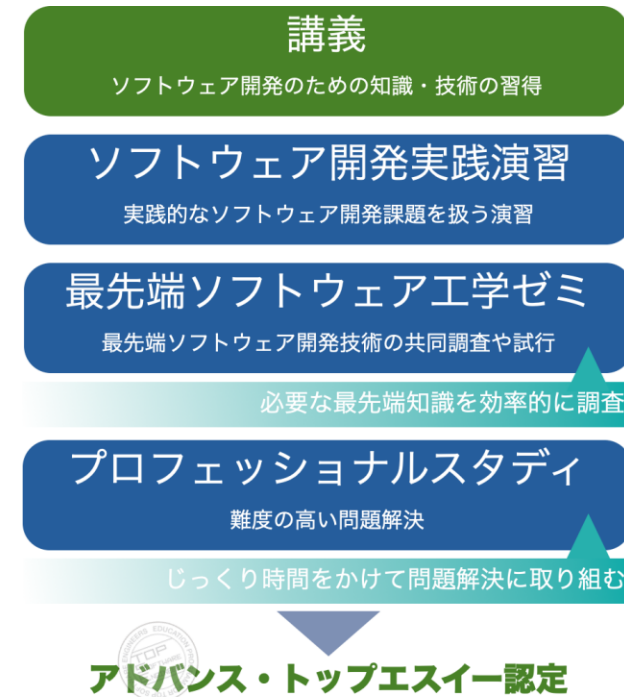 講義
ソフトウェア開発のための知識・技術の習得
ソフトウェア開発実践演習
実践的なソフトウェア開発課題を扱う演習
最先端ソフトウェア工学ゼミ
最先端ソフトウェア開発技術の共同調査や試行
必要な最先端知識を効率的に調査
プロフェッショナルスタディ
難度の高い問題解決
じっくり時間をかけて問題解決に取り組む
TOP
アドバンス・トップエスイー認定